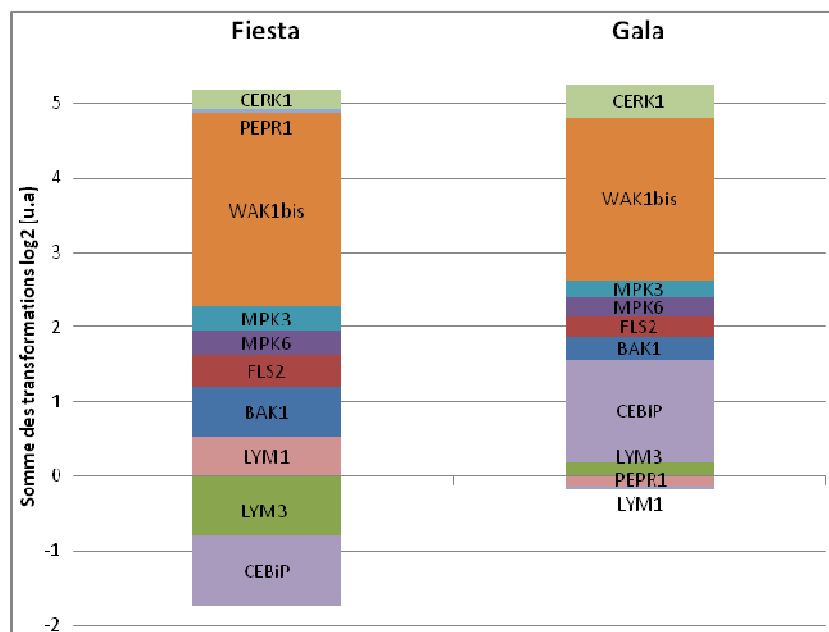 Fiesta
Gala
Somme des transformations log2 [u.a)
5
4
3
2
1
0
-1
-2
CERK1
PEPR1
WAK1bis
MPK3
MPK6
FLS2
BAK1
LYM1
LYM3
CEBiP
CERK1
WAK1bis
MPK3
MPK6
FLS2
BAK1
CEBiP
LYM3
PEPR1
LYM1